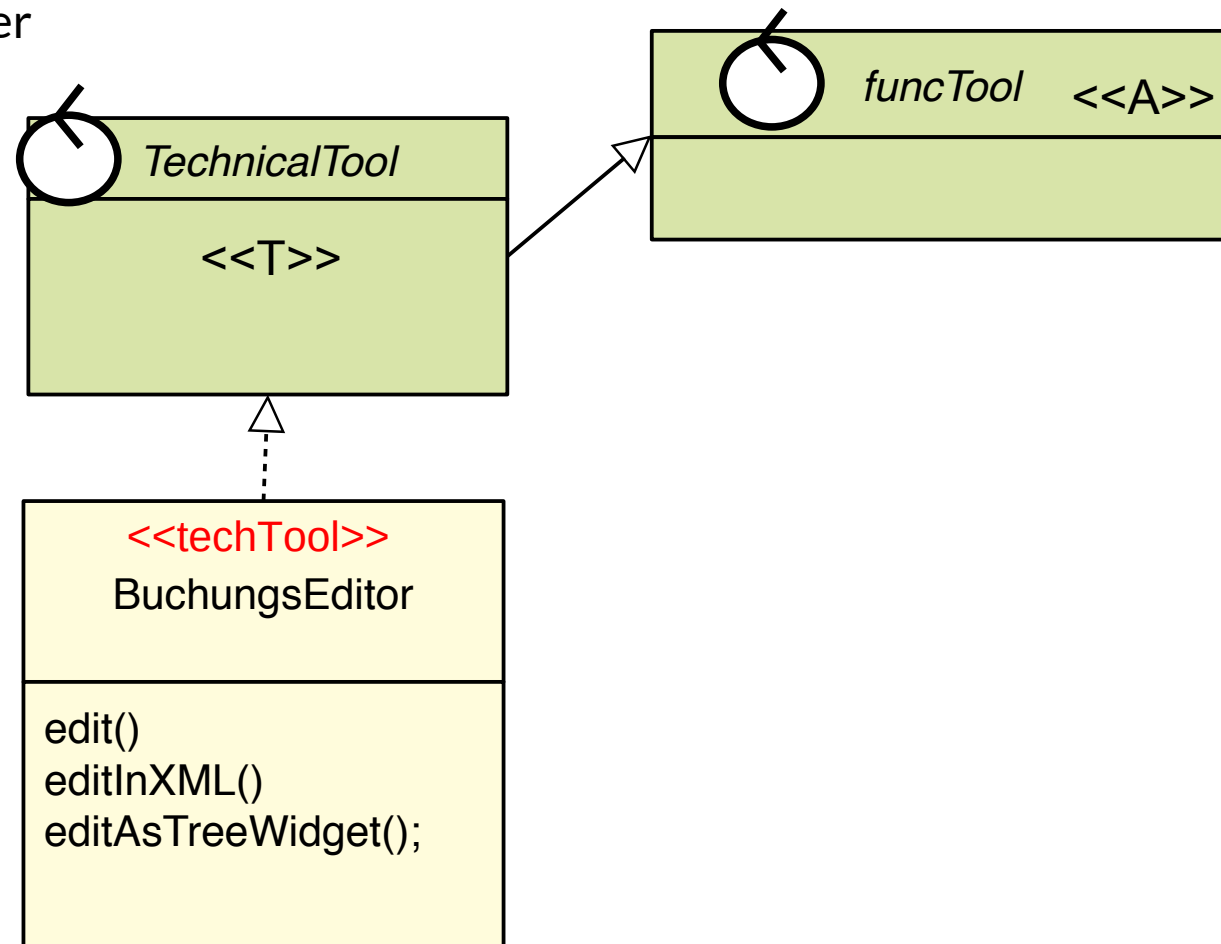 er
funcTool <<A>>
TechnicalTool
<<T>>
<<techTool>>
BuchungsEditor
edit()
editInXML()
editAsTreeWidget();